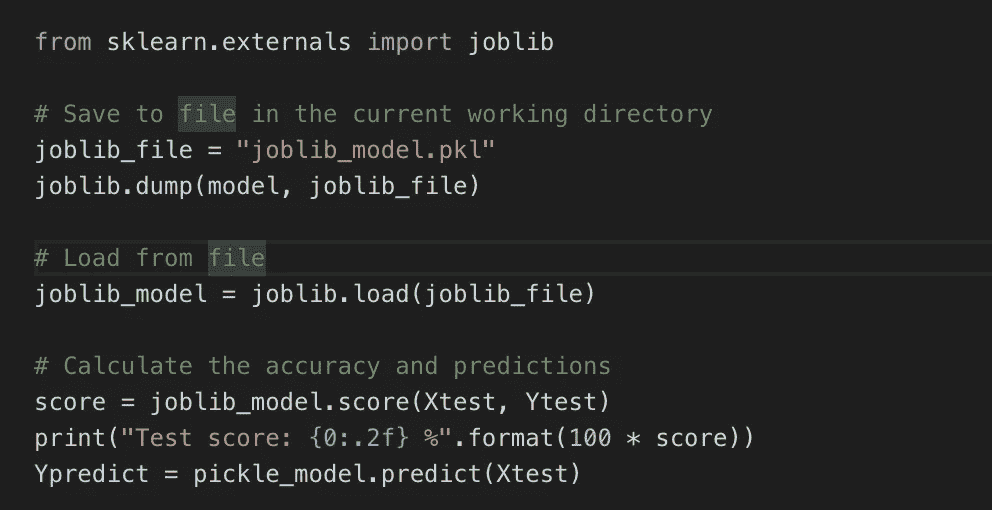 from sklearn.externals import joblib
# Save to file in the current working directory
joblib_file = "joblib_model.pkl"
joblib.dump(model, joblib_file)
# Load from file
joblib_model = joblib.load(joblib_file)
# Calculate the accuracy and predictions
score = joblib_model.score(Xtest, Ytest)
print("Test score: {0:.2f} %".format(100 * score))
Ypredict = pickle_model.predict(Xtest)